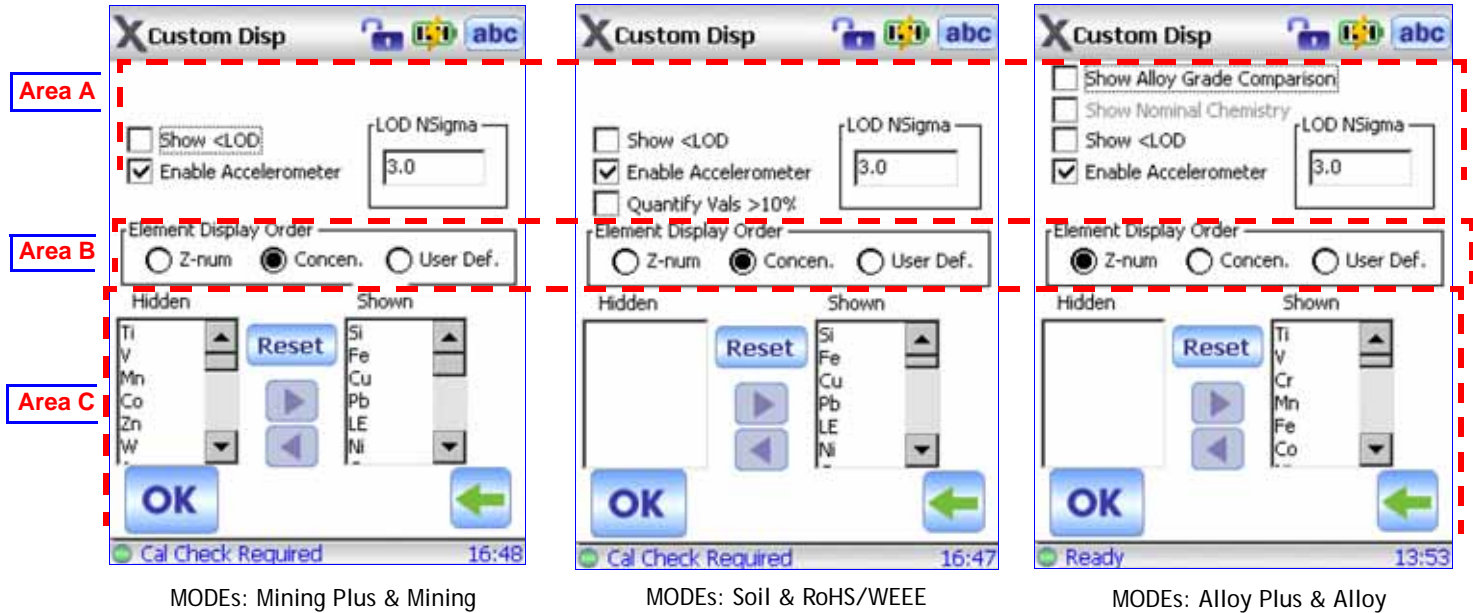 Area A
Area B
Area C
X Custom Disp abc
Show <LOD
Enable Accelerometer
LOD NSigma
3.0
Element Display Order
Z-num Concen. User Def.
Hidden Shown
Ti
V
Mn
Co
Zn
W
Reset
Si
Fe
Cu
Pb
LE
Ni
OK
Cal Check Required 16:48
MODEs: Mining Plus & Mining
X Custom Disp abc
Show <LOD
Enable Accelerometer
Quantify Vals >10%
LOD NSigma
3.0
Element Display Order
Z-num Concen. User Def.
Hidden Shown
Reset
Si
Fe
Cu
Pb
LE
Ni
OK
Cal Check Required 16:47
MODEs: Soil & RoHS/WEEE
X Custom Disp abc
Show Alloy Grade Comparison
Show Nominal Chemistry
Show <LOD
Enable Accelerometer
LOD NSigma
3.0
Element Display Order
Z-num Concen. User Def.
Hidden Shown
Reset
Ti
V
Cr
Mn
Fe
Co
OK
Ready 13:53
MODEs: Alloy Plus & Alloy